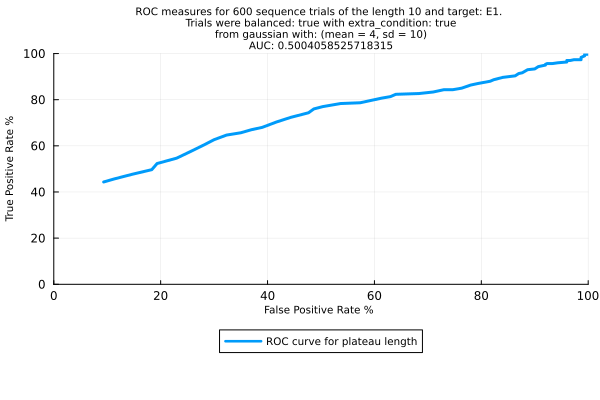 ROC measures for 600 sequence trials of the length 10 and target: E1.
Trials were balanced: true with extra_condition: true
from gaussian with: (mean = 4, sd = 10)
AUC: 0.5004058525718315
100
80
60
40
20
0
True Positive Rate %
0 20 40 60 80 100
False Positive Rate %
ROC curve for plateau length